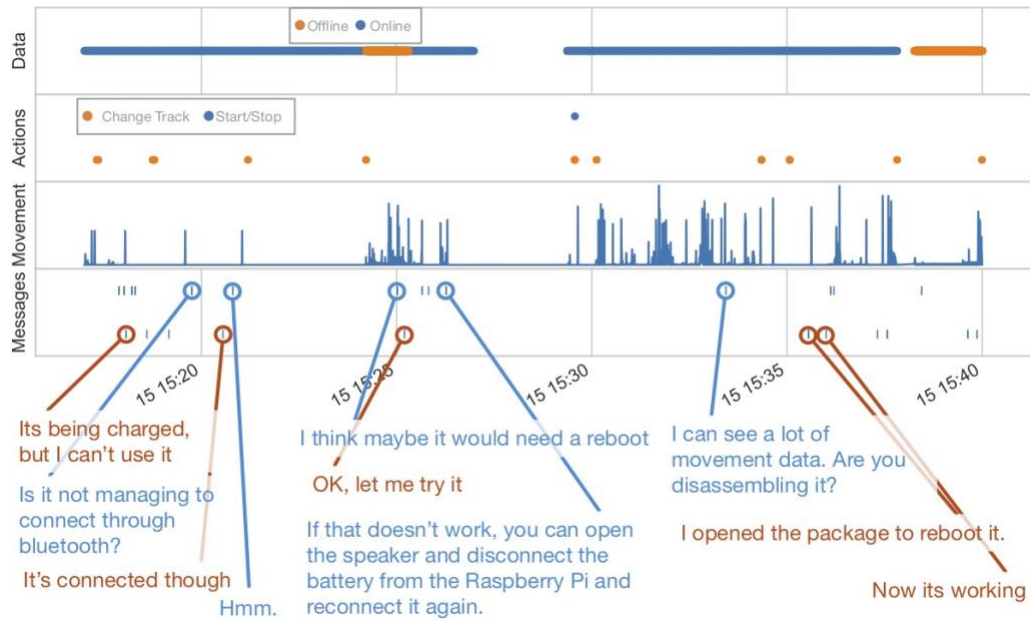 Data
Offline Online
Actions
Change Track Start/Stop
Movement
Messages
15 15:20
15 15:25
15 15:30
15 15:35
15 15:40
Its being charged,
but I can't use it
Is it not managing to
connect through
bluetooth?
It's connected though
Hmm.
I think maybe it would need a reboot
OK, let me try it
If that doesn't work, you can open
the speaker and disconnect the
battery from the Raspberry Pi and
reconnect it again.
I can see a lot of
movement data. Are you
disassembling it?
I opened the package to reboot it.
Now its working